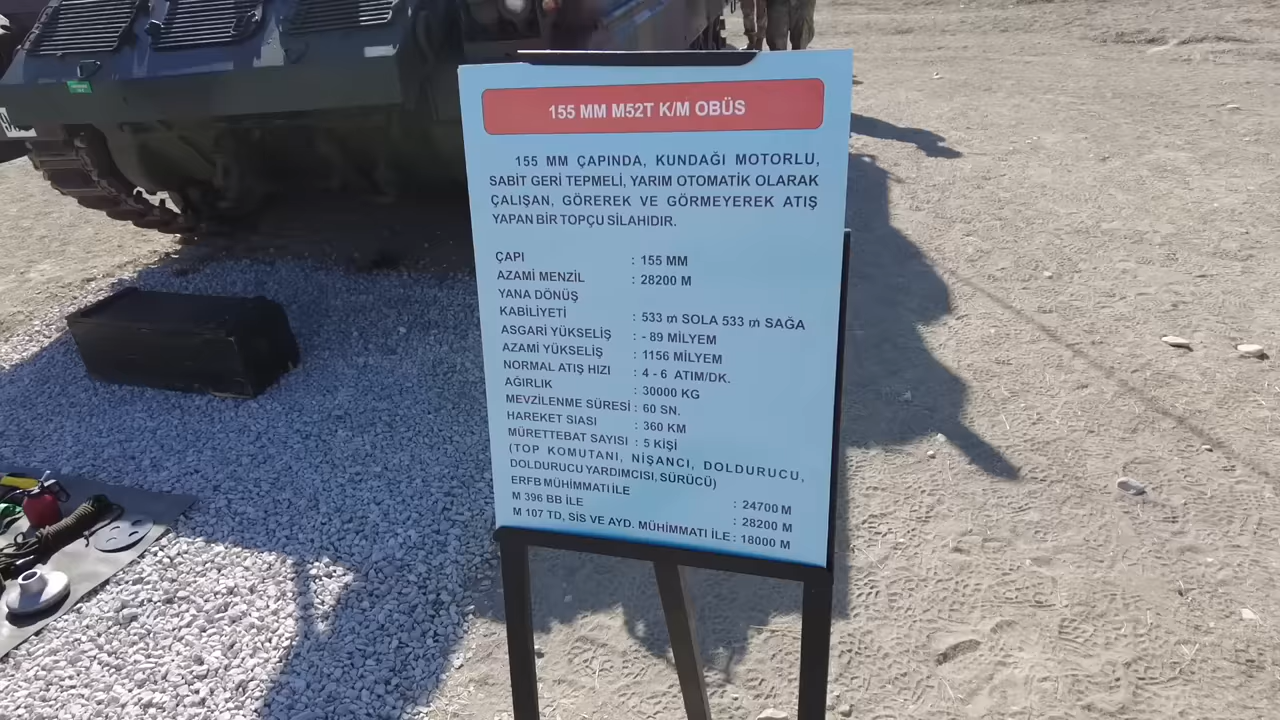 155 MM M52T K/M OBÜS
155 MM ÇAPINDA, KUNDAĞI MOTORLU,
SABİT GERİ TEPMELİ, YARIM OTOMATİK OLARAK
ÇALIŞAN, GÖREREK VE GÖRMEYEREK ATIŞ
YAPAN BİR TOPÇU SİLAHIDIR.
ÇAPI : 155 MM
AZAMİ MENZİL : 28200 M
YANA DÖNÜŞ
KABİLİYETİ : 533 m SOLA 533 m SAĞA
ASGARİ YÜKSELİŞ : - 89 MİLYEM
AZAMİ YÜKSELİŞ : 1156 MİLYEM
NORMAL ATIŞ HIZI : 4 - 6 ATIM/DK.
AĞIRLIK : 30000 KG
MEVZİLENME SÜRESİ : 60 SN.
HAREKET SIASI : 360 KM
MÜRETTEBAT SAYISI : 5 KİŞİ
(TOP KOMUTANI, NİŞANCI, DOLDURUCU,
DOLDURUCU YARDIMCISI, SÜRÜCÜ)
ERFB MÜHİMMATI İLE : 24700 M
M 396 BB İLE : 28200 M
M 107 TD, SİS VE AYD. MÜHİMMATI İLE : 18000 M